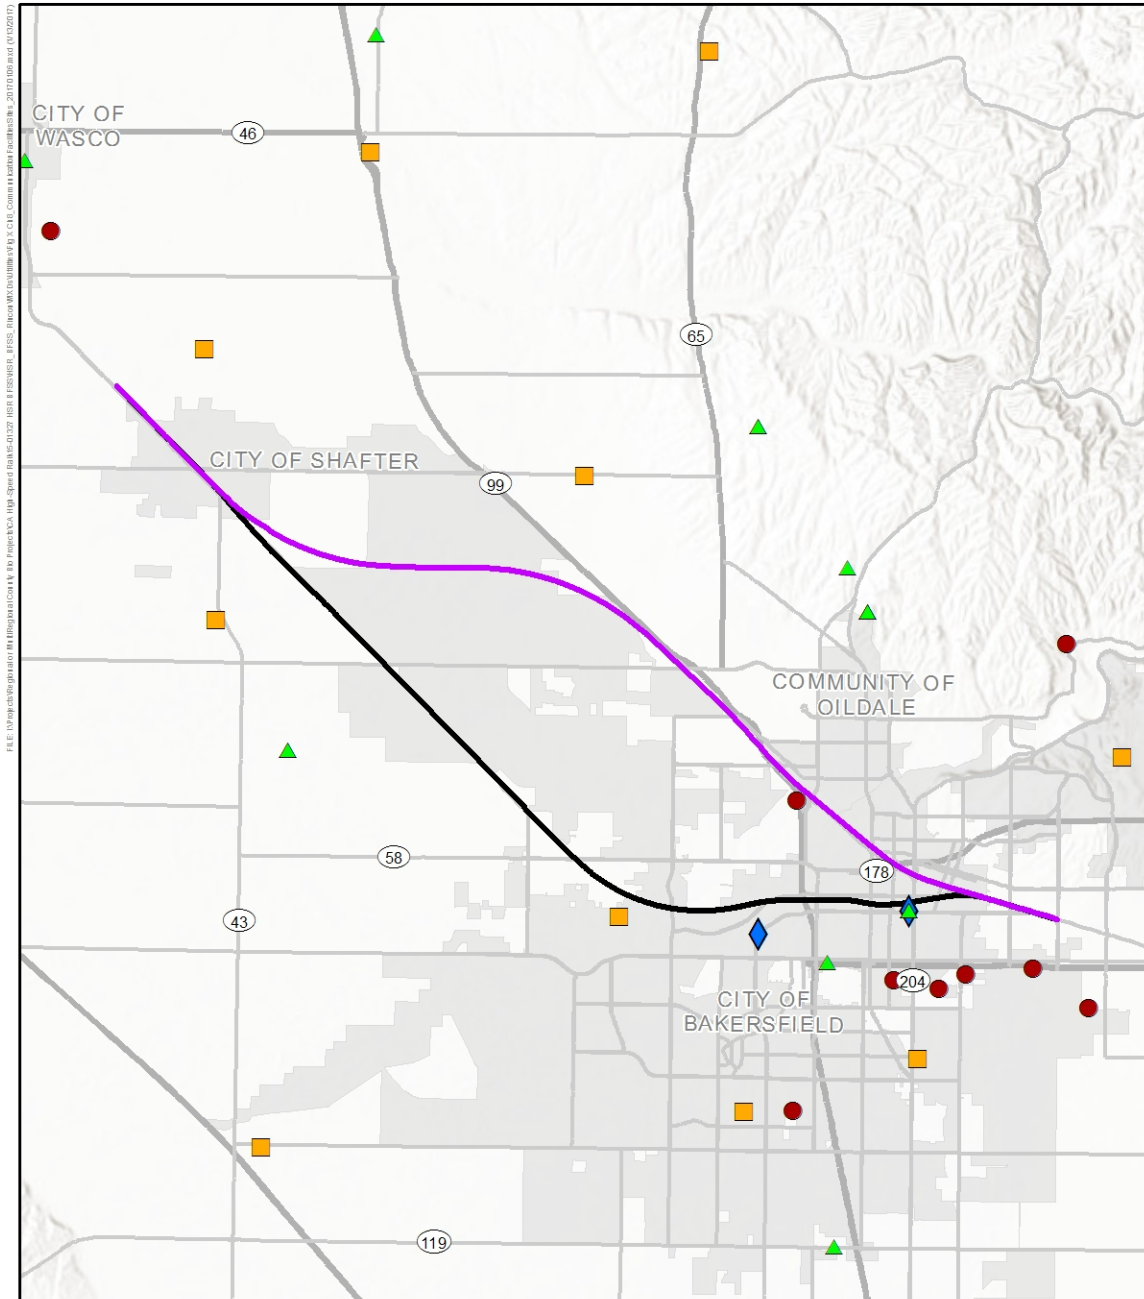 CITY OF
WASCO
46
65
CITY OF SHAFTER
99
COMMUNITY OF
OILDALE
58
178
43
204
CITY OF
BAKERSFIELD
119